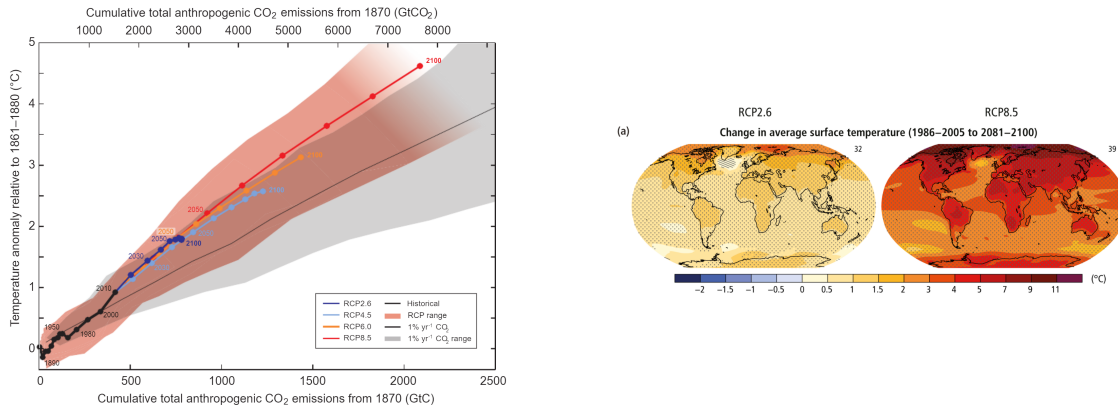 Cumulative total anthropogenic CO2 emissions from 1870 (GtCO2)
1000 2000 3000 4000 5000 6000 7000 8000
Temperature anomaly relative to 1861–1880 (°C)
5
4
3
2
1
0
2100
2100
2050
2050
2100
2030
2010
1950
1980
1890
RCP2.6
RCP4.5
RCP6.0
RCP8.5
Historical
RCP range
1% yr-1 CO2
1% yr-1 CO2 range
0 500 1000 1500 2000 2500
Cumulative total anthropogenic CO2 emissions from 1870 (GtC)
RCP2.6 RCP8.5
(a) Change in average surface temperature (1986–2005 to 2081–2100)
32 39
−2 −1.5 −1 −0.5 0 0.5 1 1.5 2 3 4 5 7 9 11 (°C)